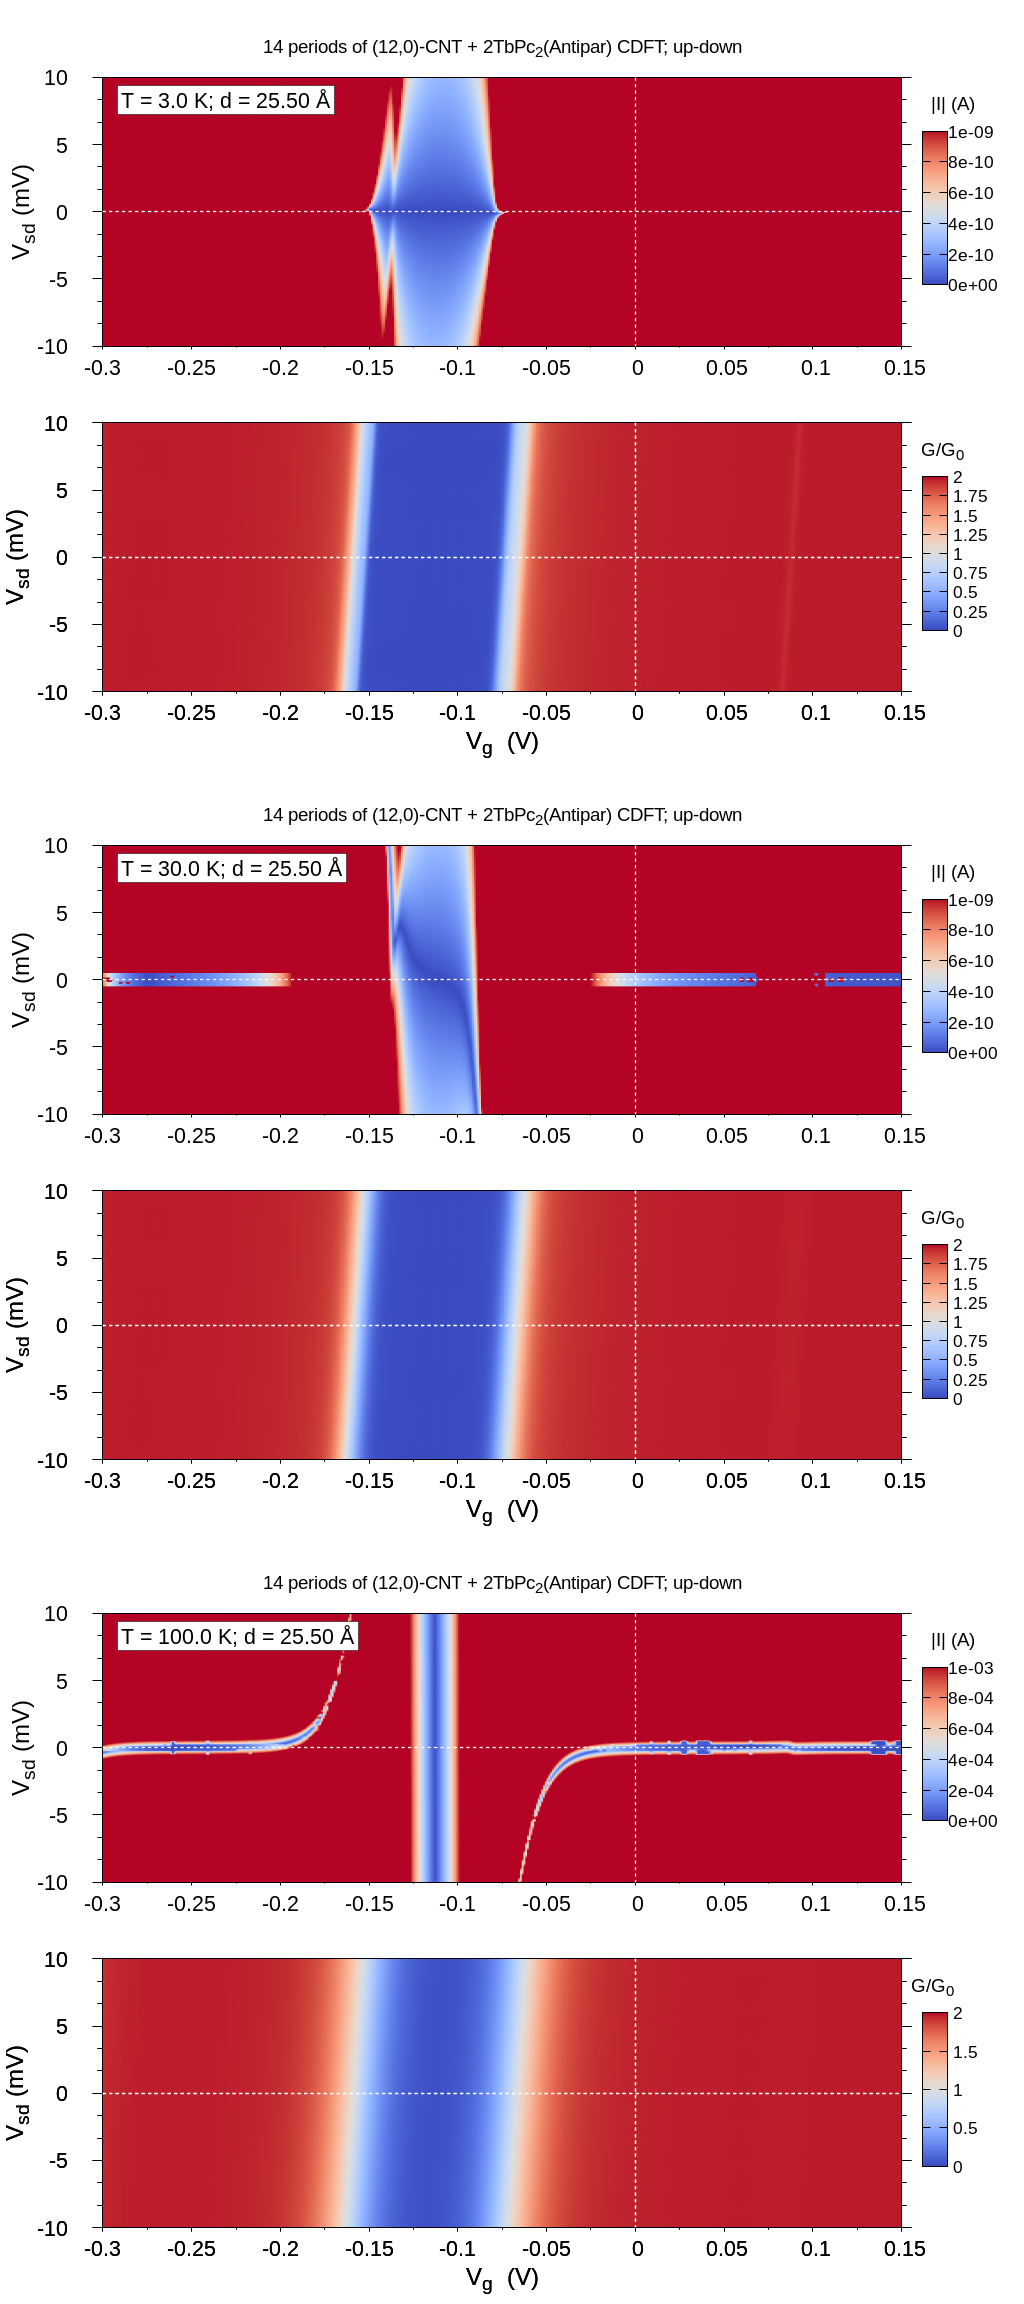 14 periods of (12,0)-CNT + 2TbPc2(Antipar) CDFT; up-down
T = 3.0 K; d = 25.50 Å
|I| (A)
1e-09
8e-10
6e-10
4e-10
2e-10
0e+00
Vsd (mV)
10
5
0
-5
-10
-0.3 -0.25 -0.2 -0.15 -0.1 -0.05 0 0.05 0.1 0.15
G/G0
2
1.75
1.5
1.25
1
0.75
0.5
0.25
0
Vsd (mV)
10
5
0
-5
-10
-0.3 -0.25 -0.2 -0.15 -0.1 -0.05 0 0.05 0.1 0.15
Vg (V)
14 periods of (12,0)-CNT + 2TbPc2(Antipar) CDFT; up-down
T = 30.0 K; d = 25.50 Å
|I| (A)
1e-09
8e-10
6e-10
4e-10
2e-10
0e+00
Vsd (mV)
10
5
0
-5
-10
-0.3 -0.25 -0.2 -0.15 -0.1 -0.05 0 0.05 0.1 0.15
G/G0
2
1.75
1.5
1.25
1
0.75
0.5
0.25
0
Vsd (mV)
10
5
0
-5
-10
-0.3 -0.25 -0.2 -0.15 -0.1 -0.05 0 0.05 0.1 0.15
Vg (V)
14 periods of (12,0)-CNT + 2TbPc2(Antipar) CDFT; up-down
T = 100.0 K; d = 25.50 Å
|I| (A)
1e-03
8e-04
6e-04
4e-04
2e-04
0e+00
Vsd (mV)
10
5
0
-5
-10
-0.3 -0.25 -0.2 -0.15 -0.1 -0.05 0 0.05 0.1 0.15
G/G0
2
1.5
1
0.5
0
Vsd (mV)
10
5
0
-5
-10
-0.3 -0.25 -0.2 -0.15 -0.1 -0.05 0 0.05 0.1 0.15
Vg (V)